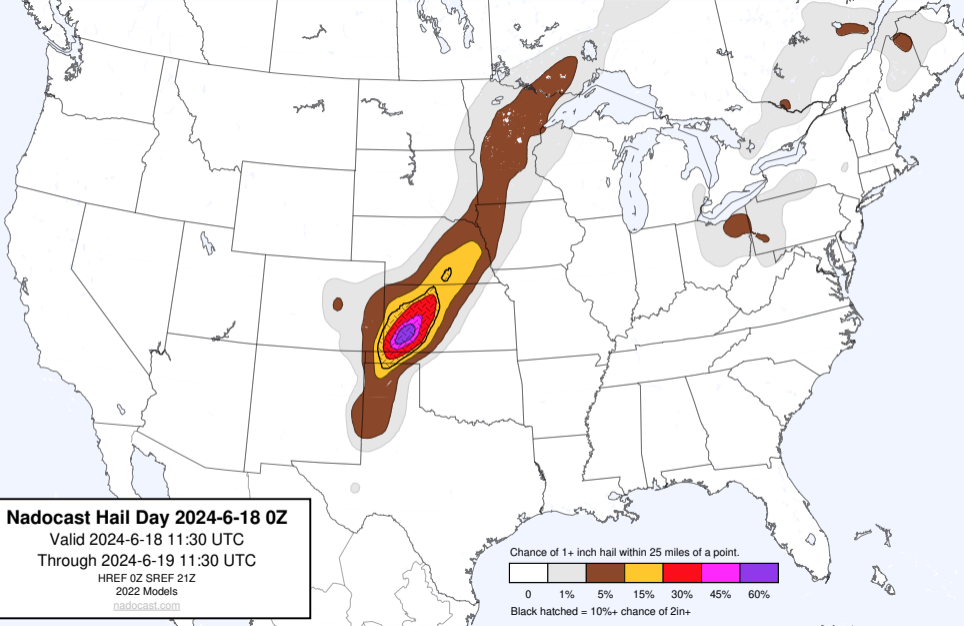 Nadocast Hail Day 2024-6-18 0Z
Valid 2024-6-18 11:30 UTC
Through 2024-6-19 11:30 UTC
HREF 0Z SREF 21Z
2022 Models
nadocast.com
Chance of 1+ inch hail within 25 miles of a point.
0 1% 5% 15% 30% 45% 60%
Black hatched = 10%+ chance of 2in+